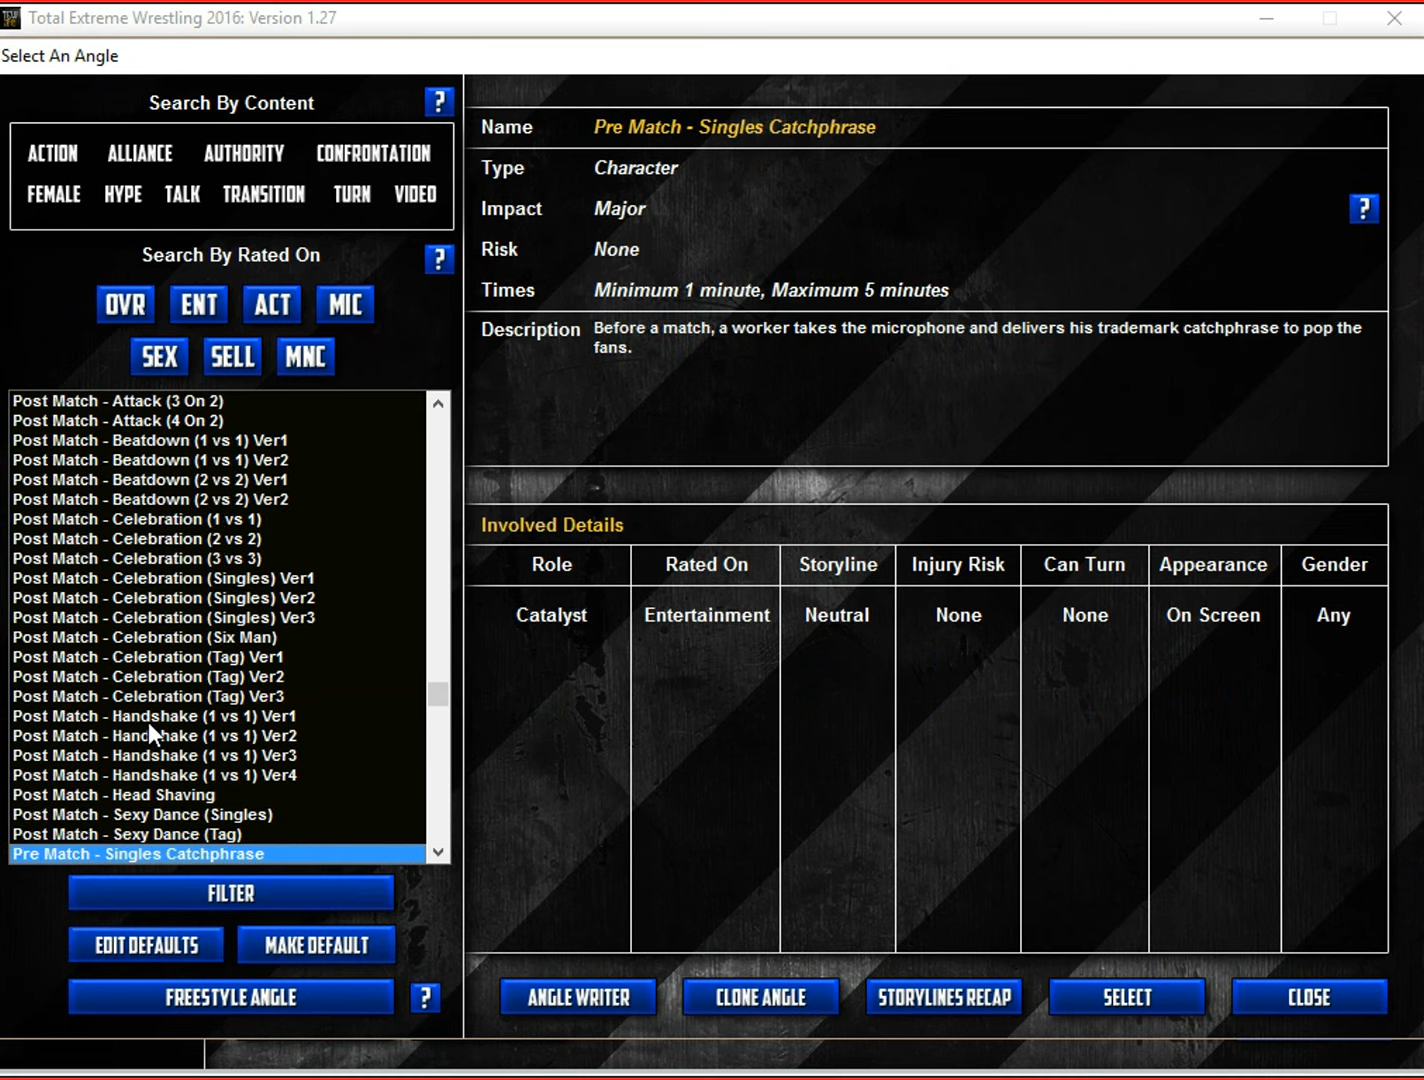 Total Extreme Wrestling 2016: Version 1.27
Select An Angle
Search By Content
?
ACTION ALLIANCE AUTHORITY CONFRONTATION
FEMALE HYPE TALK TRANSITION TURN VIDEO
Search By Rated On
?
OVR ENT ACT MIC
SEX SELL MNC
Post Match - Attack (3 On 2)
Post Match - Attack (4 On 2)
Post Match - Beatdown (1 vs 1) Ver1
Post Match - Beatdown (1 vs 1) Ver2
Post Match - Beatdown (2 vs 2) Ver1
Post Match - Beatdown (2 vs 2) Ver2
Post Match - Celebration (1 vs 1)
Post Match - Celebration (2 vs 2)
Post Match - Celebration (3 vs 3)
Post Match - Celebration (Singles) Ver1
Post Match - Celebration (Singles) Ver2
Post Match - Celebration (Singles) Ver3
Post Match - Celebration (Six Man)
Post Match - Celebration (Tag) Ver1
Post Match - Celebration (Tag) Ver2
Post Match - Celebration (Tag) Ver3
Post Match - Handshake (1 vs 1) Ver1
Post Match - Handshake (1 vs 1) Ver2
Post Match - Handshake (1 vs 1) Ver3
Post Match - Handshake (1 vs 1) Ver4
Post Match - Head Shaving
Post Match - Sexy Dance (Singles)
Post Match - Sexy Dance (Tag)
Pre Match - Singles Catchphrase
FILTER
EDIT DEFAULTS MAKE DEFAULT
FREESTYLE ANGLE ?
Name Pre Match - Singles Catchphrase
Type Character
Impact Major ?
Risk None
Times Minimum 1 minute, Maximum 5 minutes
Description Before a match, a worker takes the microphone and delivers his trademark catchphrase to pop the
fans.
Involved Details
Role Rated On Storyline Injury Risk Can Turn Appearance Gender
Catalyst Entertainment Neutral None None On Screen Any
ANGLE WRITER CLONE ANGLE STORYLINES RECAP SELECT CLOSE